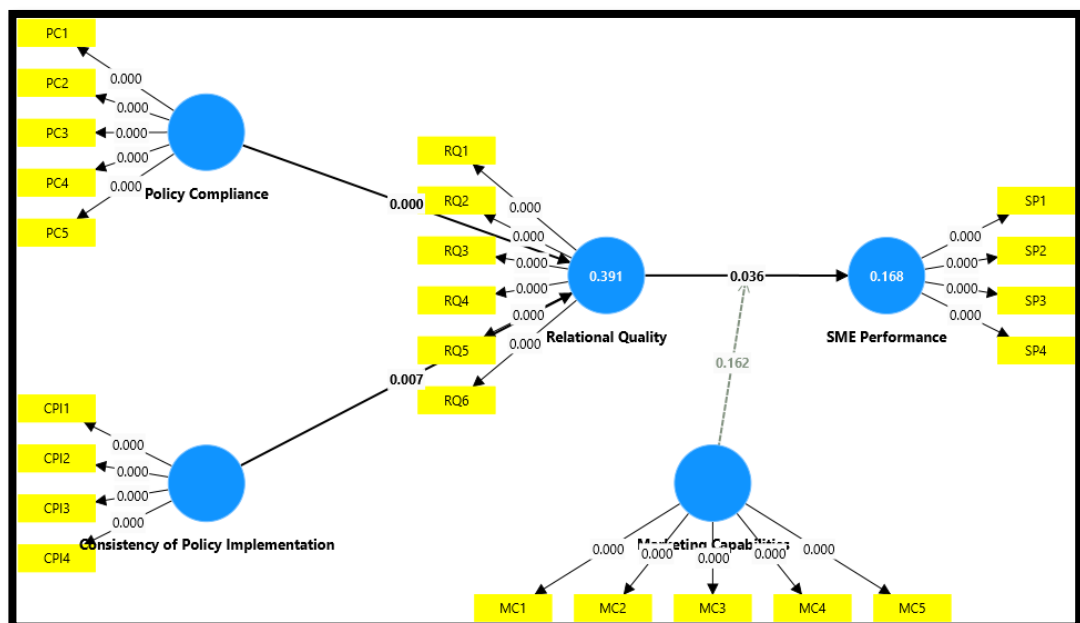 PC1
PC2
PC3
PC4
PC5
0.000
0.000
0.000
0.000
0.000
Policy Compliance
0.000
RQ1
RQ2
RQ3
RQ4
RQ5
RQ6
0.000
0.000
0.000
0.000
0.000
0.000
0.391
Relational Quality
0.036
0.168
SME Performance
0.000
0.000
0.000
0.000
SP1
SP2
SP3
SP4
0.007
0.162
CPI1
CPI2
CPI3
CPI4
0.000
0.000
0.000
0.000
Consistency of Policy Implementation
Marketing Capabilities
0.000
0.000
0.000
0.000
0.000
MC1
MC2
MC3
MC4
MC5